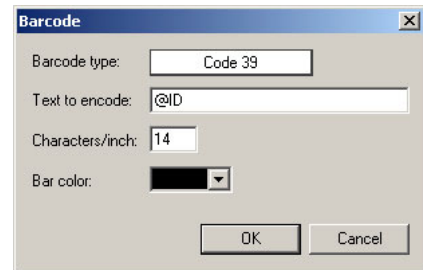 Barcode
Barcode type: Code 39
Text to encode: @ID
Characters/inch: 14
Bar color:
OK Cancel